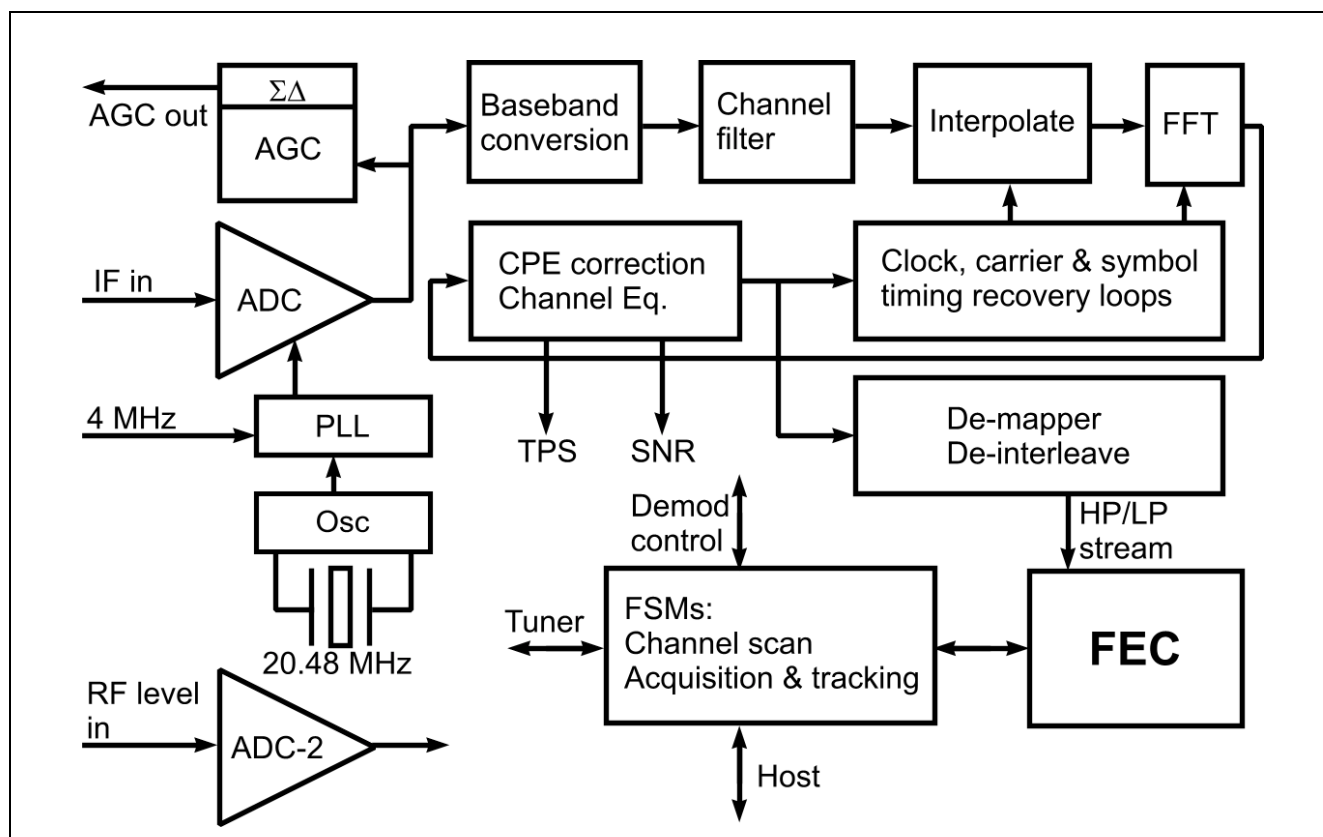 ΣΔ
AGC out
AGC
Baseband
conversion
Channel
filter
Interpolate
FFT
IF in
ADC
CPE correction
Channel Eq.
Clock, carrier & symbol
timing recovery loops
4 MHz
PLL
TPS
SNR
De-mapper
De-interleave
Osc
20.48 MHz
Demod
control
HP/LP
stream
Tuner
FSMs:
Channel scan
Acquisition & tracking
FEC
RF level
in
ADC-2
Host